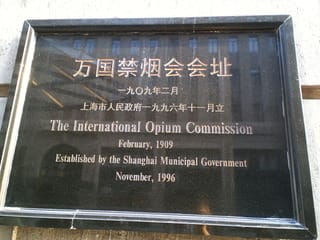 万国禁烟会会址
一九〇九年二月
上海市人民政府一九九六年十一月立
The International Opium Commission
February, 1909
Established by the Shanghai Municipal Government
November, 1996